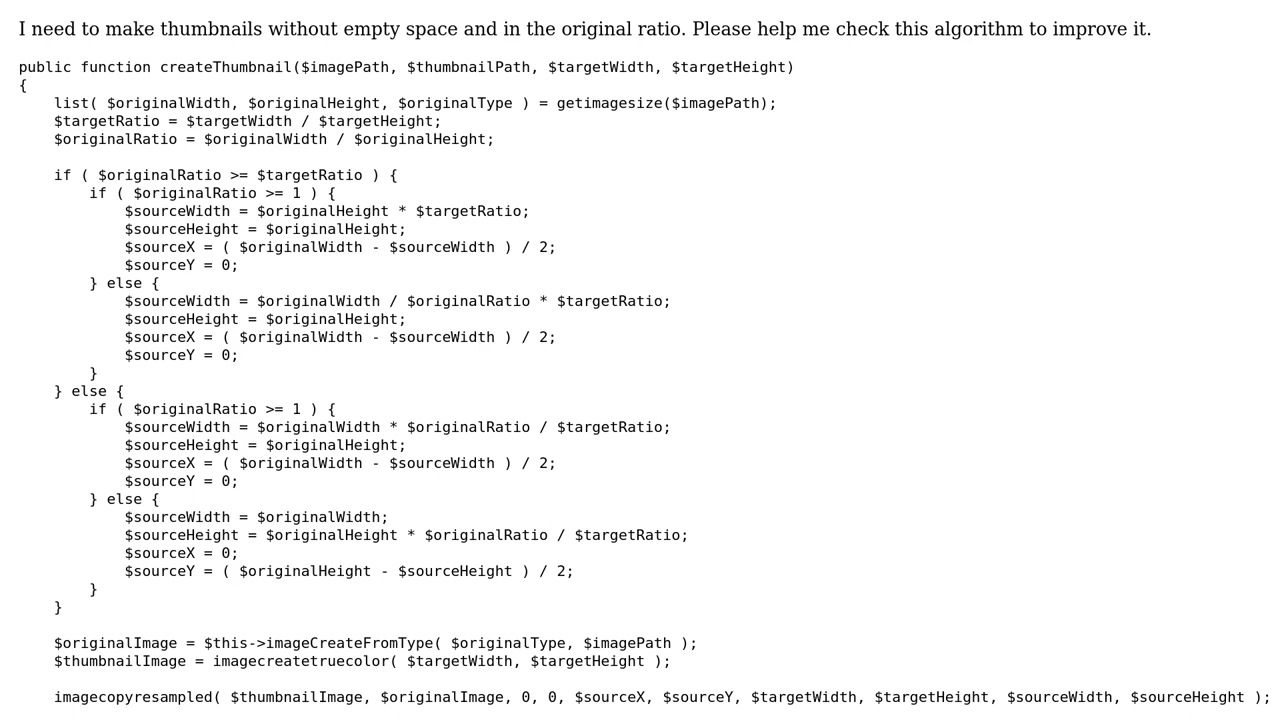 I need to make thumbnails without empty space and in the original ratio. Please help me check this algorithm to improve it.
public function createThumbnail($imagePath, $thumbnailPath, $targetWidth, $targetHeight)
{
    list( $originalWidth, $originalHeight, $originalType ) = getimagesize($imagePath);
    $targetRatio = $targetWidth / $targetHeight;
    $originalRatio = $originalWidth / $originalHeight;

    if ( $originalRatio >= $targetRatio ) {
        if ( $originalRatio >= 1 ) {
            $sourceWidth = $originalHeight * $targetRatio;
            $sourceHeight = $originalHeight;
            $sourceX = ( $originalWidth - $sourceWidth ) / 2;
            $sourceY = 0;
        } else {
            $sourceWidth = $originalWidth / $originalRatio * $targetRatio;
            $sourceHeight = $originalHeight;
            $sourceX = ( $originalWidth - $sourceWidth ) / 2;
            $sourceY = 0;
        }
    } else {
        if ( $originalRatio >= 1 ) {
            $sourceWidth = $originalWidth * $originalRatio / $targetRatio;
            $sourceHeight = $originalHeight;
            $sourceX = ( $originalWidth - $sourceWidth ) / 2;
            $sourceY = 0;
        } else {
            $sourceWidth = $originalWidth;
            $sourceHeight = $originalHeight * $originalRatio / $targetRatio;
            $sourceX = 0;
            $sourceY = ( $originalHeight - $sourceHeight ) / 2;
        }
    }

    $originalImage = $this->imageCreateFromType( $originalType, $imagePath );
    $thumbnailImage = imagecreatetruecolor( $targetWidth, $targetHeight );

    imagecopyresampled( $thumbnailImage, $originalImage, 0, 0, $sourceX, $sourceY, $targetWidth, $targetHeight, $sourceWidth, $sourceHeight );